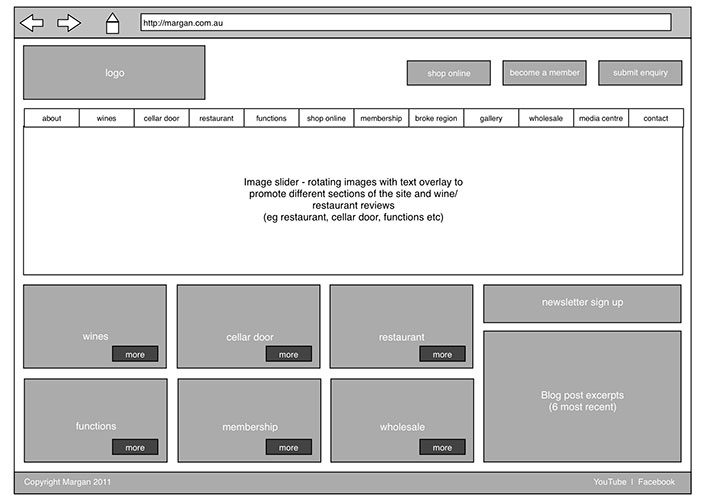 http://margan.com.au
logo
shop online
become a member
submit enquiry
about
wines
cellar door
restaurant
functions
shop online
membership
broke region
gallery
wholesale
media centre
contact
Image slider - rotating images with text overlay to
promote different sections of the site and wine/
restaurant reviews
(eg restaurant, cellar door, functions etc)
wines
more
cellar door
more
restaurant
more
newsletter sign up
functions
more
membership
more
wholesale
more
Blog post excerpts
(6 most recent)
Copyright Margan 2011
YouTube I Facebook